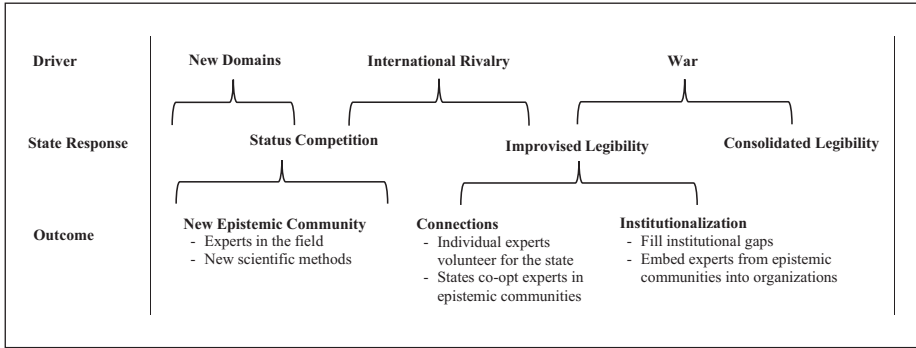 Driver
New Domains
International Rivalry
War
State Response
Status Competition
Improvised Legibility
Consolidated Legibility
Outcome
New Epistemic Community
- Experts in the field
- New scientific methods
Connections
- Individual experts
volunteer for the state
- States co-opt experts in
epistemic communities
Institutionalization
- Fill institutional gaps
- Embed experts from epistemic
communities into organizations